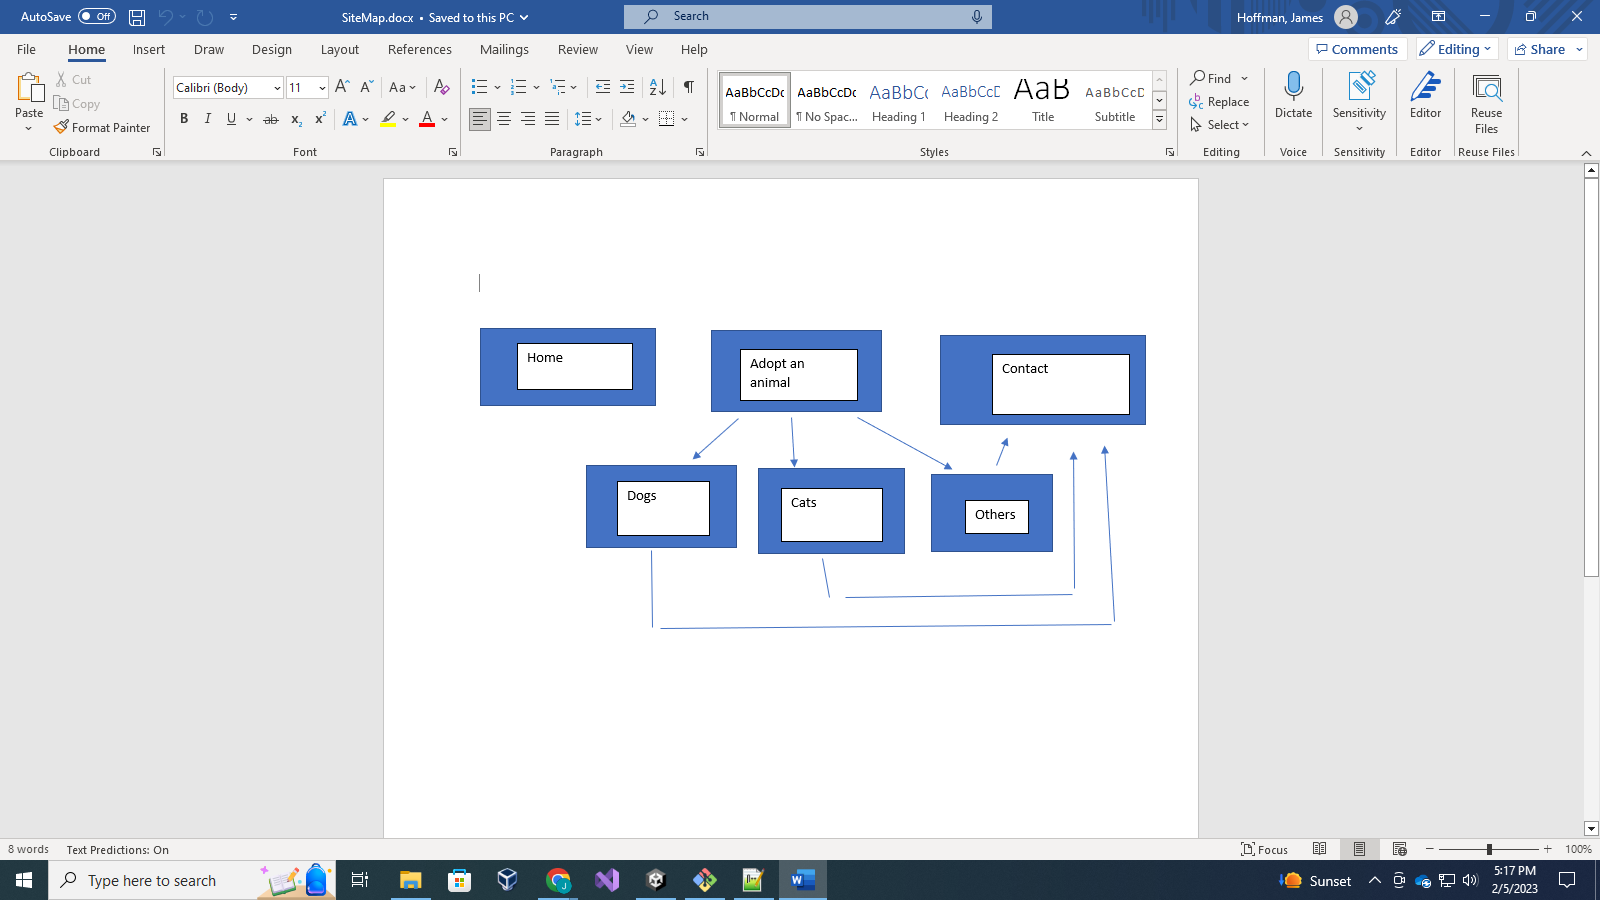 AutoSave Off SiteMap.docx • Saved to this PC Search Hoffman, James
File Home Insert Draw Design Layout References Mailings Review View Help Comments Editing Share
Paste Cut Copy Format Painter
Calibri (Body) 11 Aa
B I U ab x2 x2 A A
AaBbCcDc AaBbCcDc AaBbCc AaBbCcD AaB AaBbCcD
¶ Normal ¶ No Spac... Heading 1 Heading 2 Title Subtitle
Find Replace Select
Dictate Sensitivity Editor Reuse Files
Clipboard Font Paragraph Styles Editing Voice Sensitivity Editor Reuse Files
Home
Adopt an
animal
Contact
Dogs
Cats
Others
8 words Text Predictions: On Focus 100%
Type here to search Sunset 5:17 PM
2/5/2023